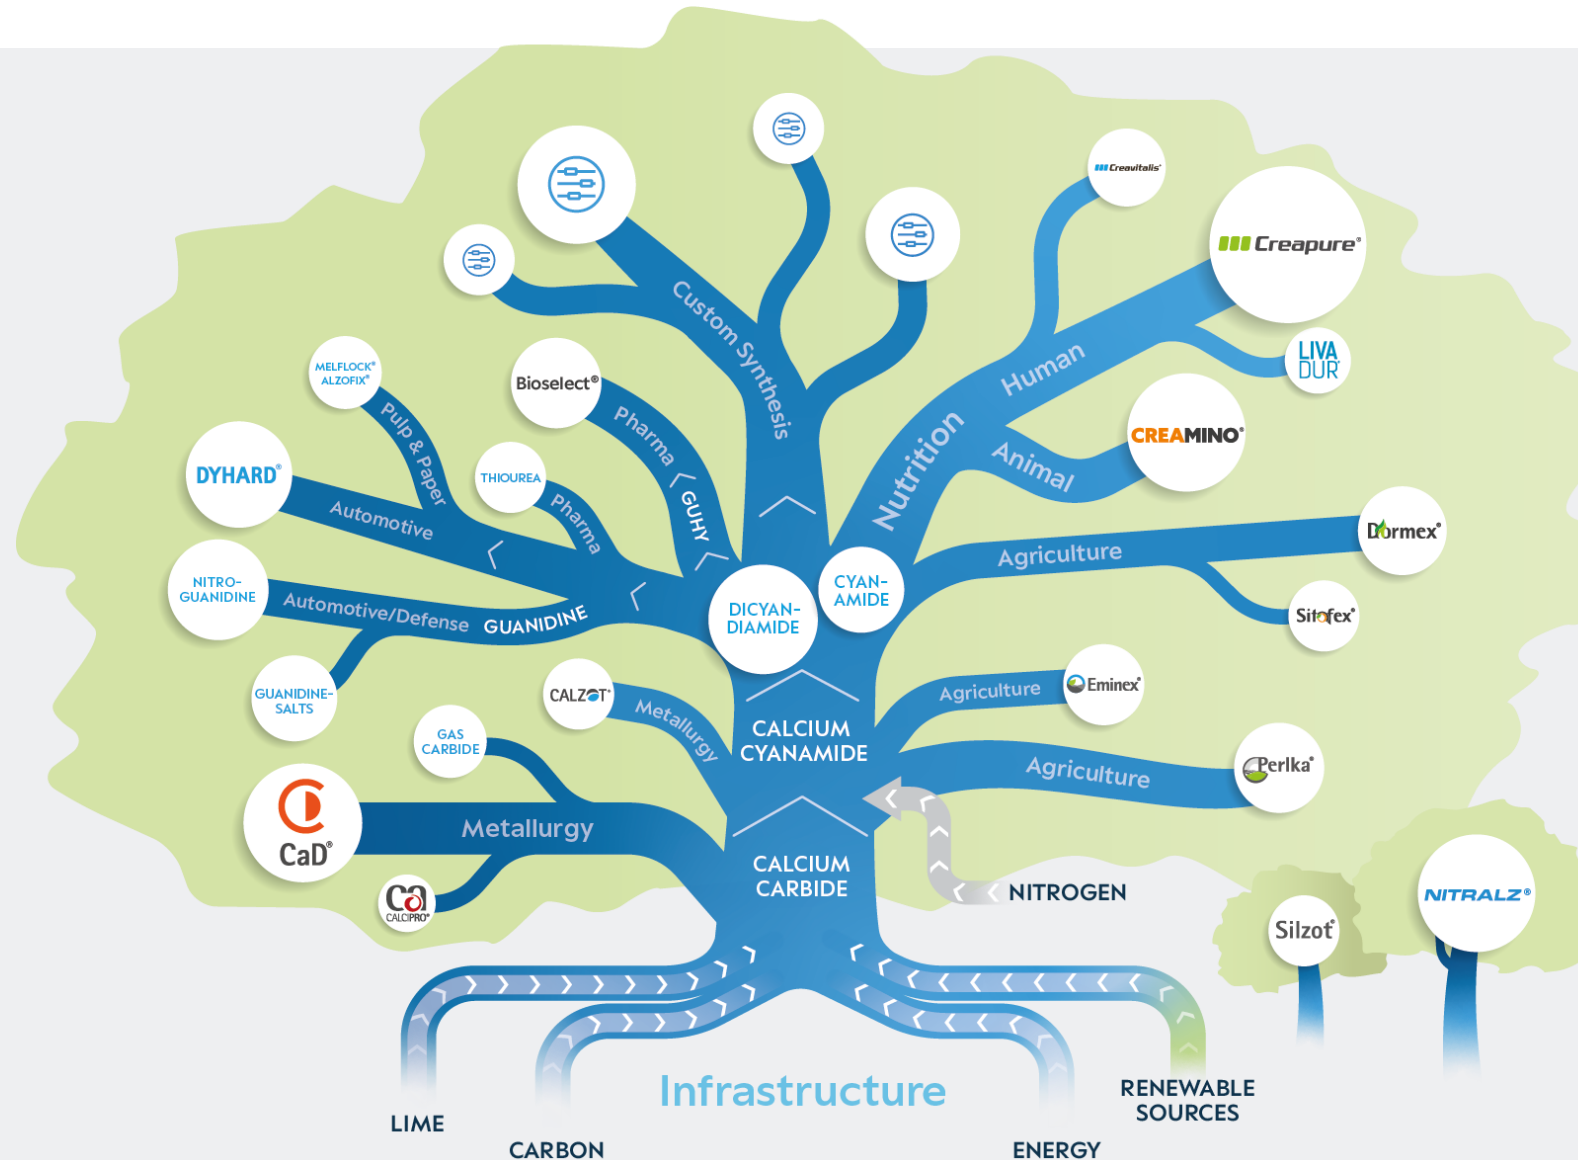 Creavitalis®
Creapure®
Custom Synthesis
LIVA
DUR®
Human
MELFLOCK®
ALZOFIX®
Bioselect®
Pulp & Paper
Pharma
CREAMINO®
Nutrition
Animal
DYHARD®
THIOUREA
GUHY
Automotive
Pharma
Dormex®
Agriculture
NITRO-
GUANIDINE
CYAN-
AMIDE
Automotive/Defense
GUANIDINE
DICYAN-
DIAMIDE
Sitofex®
GUANIDINE-
SALTS
CALZOT®
Metallurgy
Agriculture
Eminex®
GAS
CARBIDE
CALCIUM
CYANAMIDE
Agriculture
Perlka®
CaD®
Metallurgy
CALCIUM
CARBIDE
NITROGEN
ca
CALCIPRO®
Silzot®
NITRALZ®
Infrastructure
LIME
CARBON
ENERGY
RENEWABLE
SOURCES